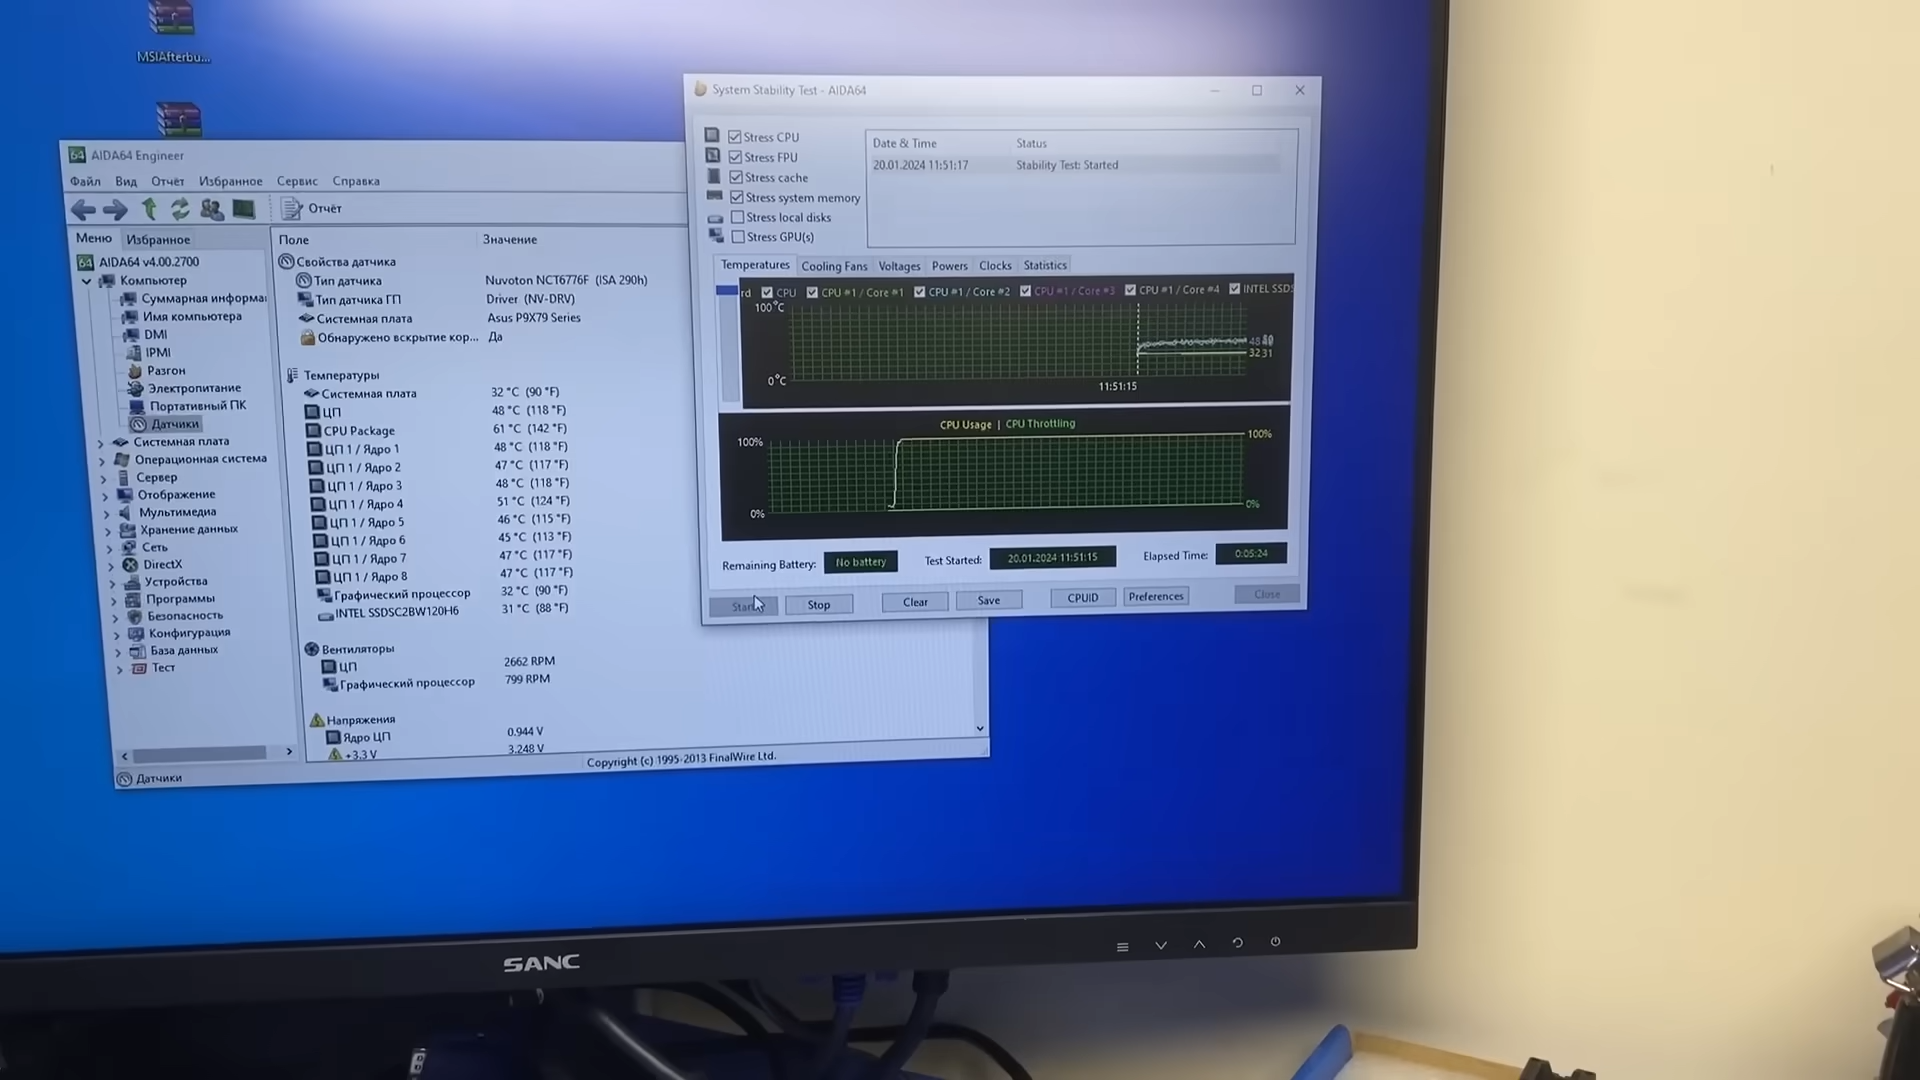 MSIAfterbu...
AIDA64 Engineer
Файл Вид Отчёт Избранное Сервис Справка
Отчёт
Меню Избранное
AIDA64 v4.00.2700
Компьютер
Суммарная информа
Имя компьютера
DMI
IPMI
Разгон
Электропитание
Портативный ПК
Датчики
Системная плата
Операционная система
Сервер
Отображение
Мультимедиа
Хранение данных
Сеть
DirectX
Устройства
Программы
Безопасность
Конфигурация
База данных
Тест
Поле Значение
Свойства датчика
Тип датчика Nuvoton NCT6776F (ISA 290h)
Тип датчика ГП Driver (NV-DRV)
Системная плата Asus P9X79 Series
Обнаружено вскрытие кор... Да
Температуры
Системная плата 32 °C (90 °F)
ЦП 48 °C (118 °F)
CPU Package 61 °C (142 °F)
ЦП 1 / Ядро 1 48 °C (118 °F)
ЦП 1 / Ядро 2 47 °C (117 °F)
ЦП 1 / Ядро 3 48 °C (118 °F)
ЦП 1 / Ядро 4 51 °C (124 °F)
ЦП 1 / Ядро 5 46 °C (115 °F)
ЦП 1 / Ядро 6 45 °C (113 °F)
ЦП 1 / Ядро 7 47 °C (117 °F)
ЦП 1 / Ядро 8 47 °C (117 °F)
Графический процессор 32 °C (90 °F)
INTEL SSDSC2BW120H6 31 °C (88 °F)
Вентиляторы
ЦП 2662 RPM
Графический процессор 799 RPM
Напряжения
Ядро ЦП 0.944 V
+3.3 V 3.248 V
Датчики
Copyright (c) 1995-2013 FinalWire Ltd.
System Stability Test - AIDA64
Stress CPU
Stress FPU
Stress cache
Stress system memory
Stress local disks
Stress GPU(s)
Date & Time Status
20.01.2024 11:51:17 Stability Test: Started
Temperatures Cooling Fans Voltages Powers Clocks Statistics
rd CPU CPU #1 / Core #1 CPU #1 / Core #2 CPU #1 / Core #3 CPU #1 / Core #4 INTEL SSDS
100°C
48
32 31
0°C
11:51:15
CPU Usage | CPU Throttling
100% 100%
0% 0%
Remaining Battery: No battery Test Started: 20.01.2024 11:51:15 Elapsed Time: 0:05:24
Start Stop Clear Save CPUID Preferences Close
SANC